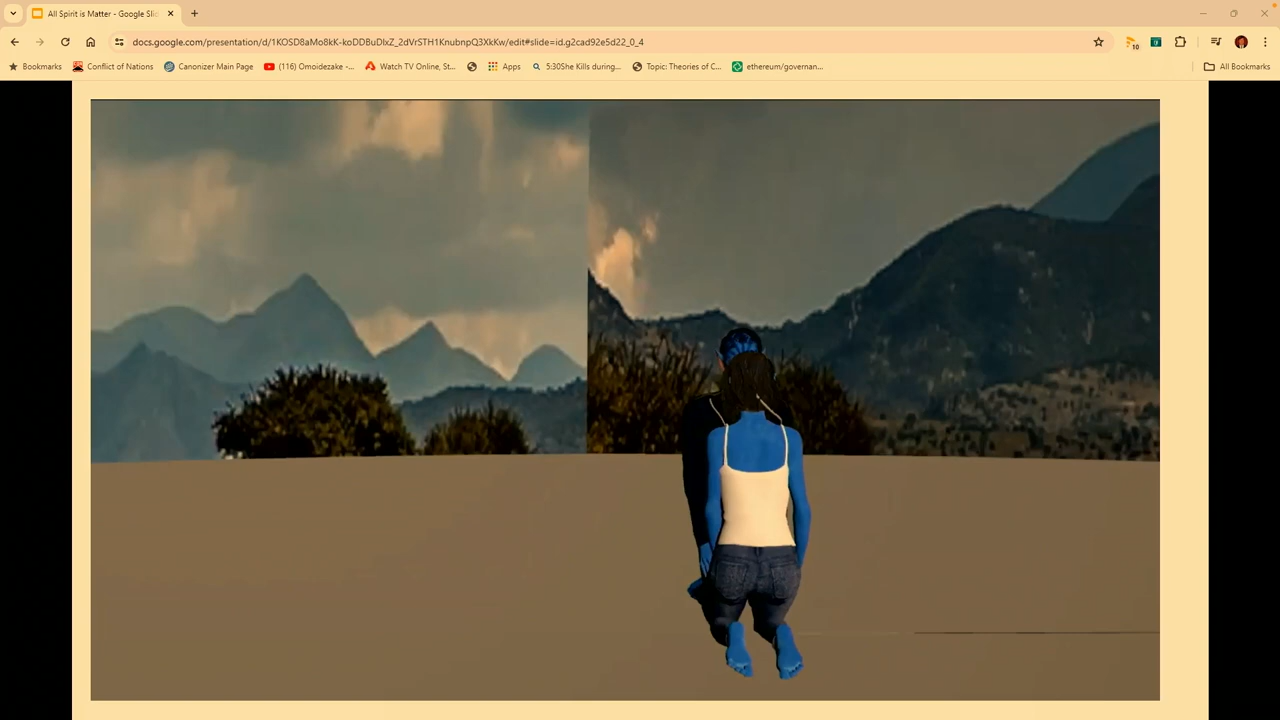 All Spirit is Matter - Google Slid
docs.google.com/presentation/d/1KOSD8aMo8kK-koDDBuDlxZ_2dVrSTH1KnubnpQ3XkKw/edit#slide=id.g2cad92e5d22_0_4
10
Bookmarks Conflict of Nations Canonizer Main Page (116) Omoidezake -... Watch TV Online, St... Apps 5:30She Kills during... Topic: Theories of C... ethereum/governan... All Bookmarks